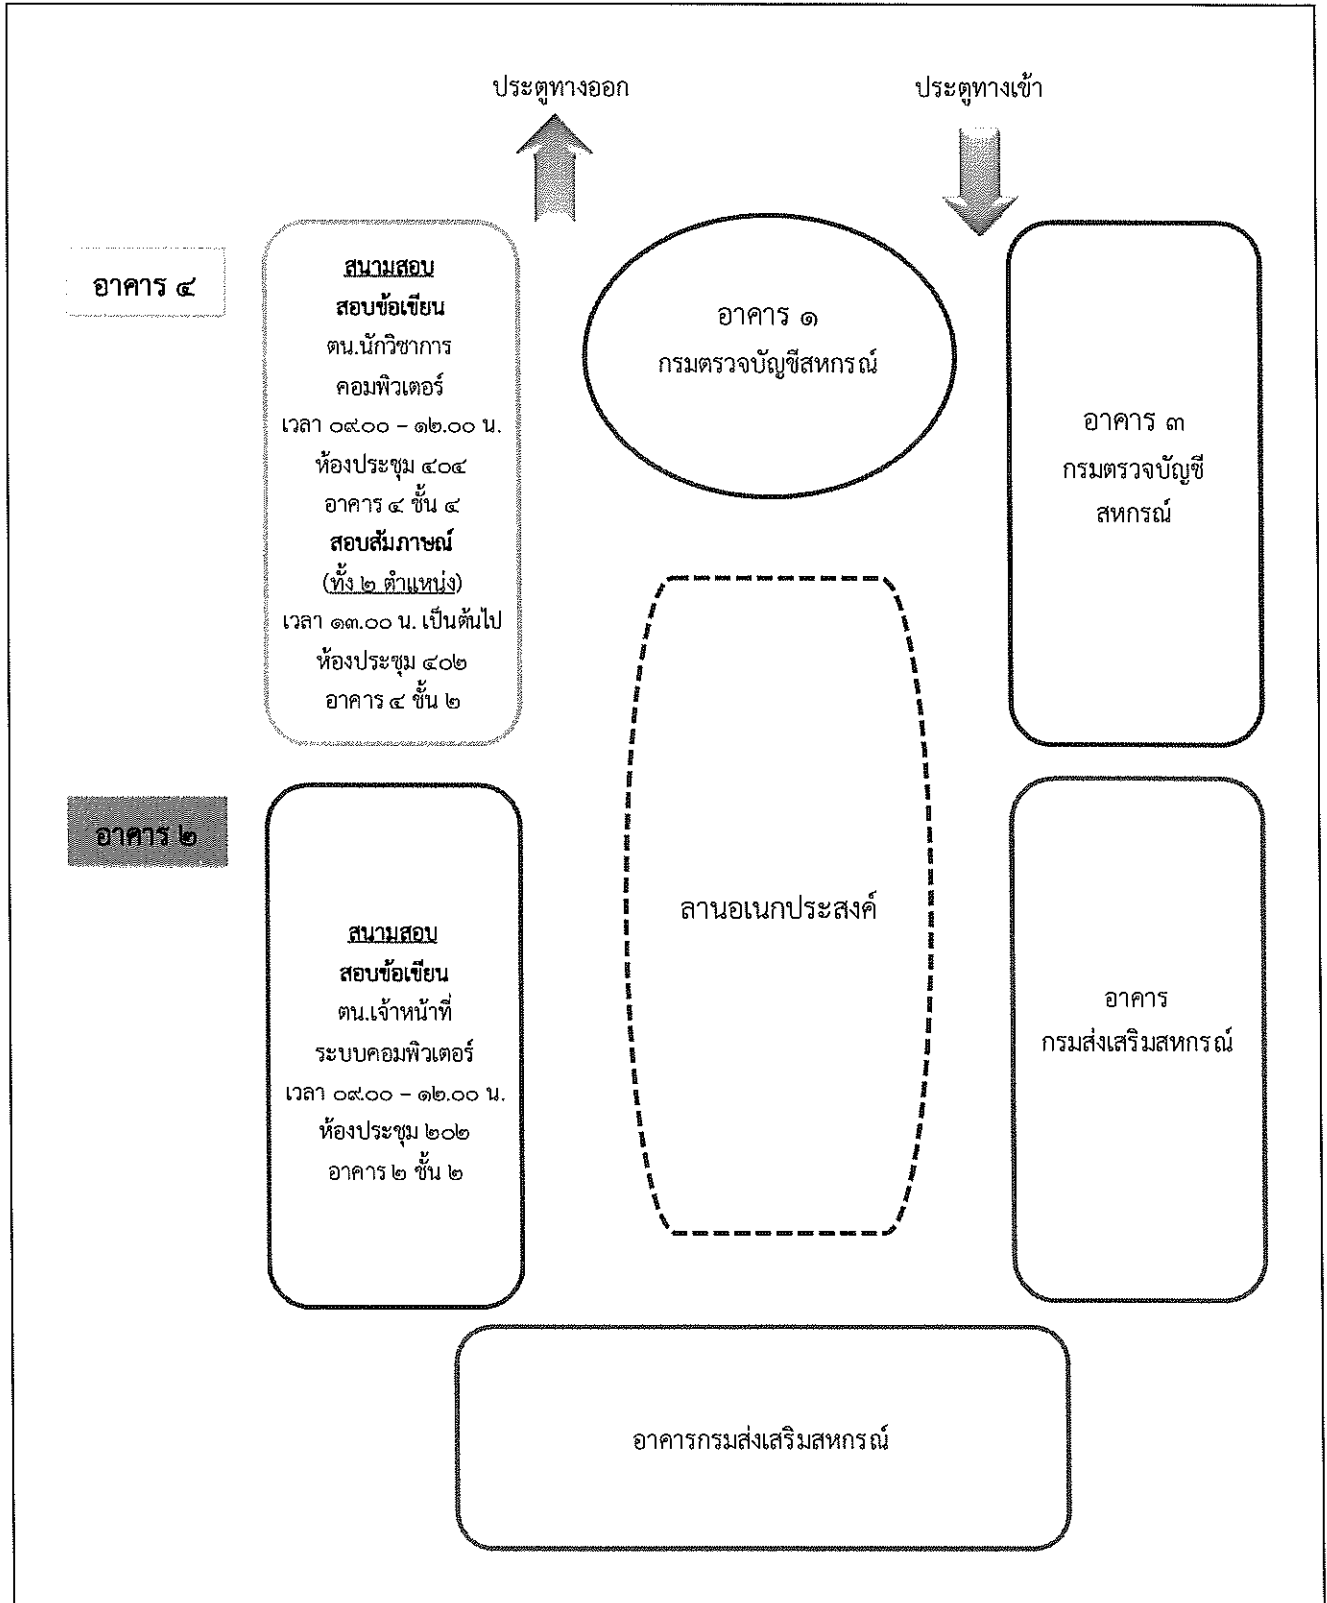 ประตูทางออก
ประตูทางเข้า
อาคาร ๔
สนามสอบ
สอบข้อเขียน
ตน.นักวิชาการ
คอมพิวเตอร์
เวลา ๐๙.๐๐ – ๑๒.๐๐ น.
ห้องประชุม ๔๐๔
อาคาร ๔ ชั้น ๔
สอบสัมภาษณ์
(ทั้ง ๒ ตำแหน่ง)
เวลา ๑๓.๐๐ น. เป็นต้นไป
ห้องประชุม ๔๐๒
อาคาร ๔ ชั้น ๒
อาคาร ๑
กรมตรวจบัญชีสหกรณ์
อาคาร ๓
กรมตรวจบัญชี
สหกรณ์
อาคาร ๒
สนามสอบ
สอบข้อเขียน
ตน.เจ้าหน้าที่
ระบบคอมพิวเตอร์
เวลา ๐๙.๐๐ – ๑๒.๐๐ น.
ห้องประชุม ๒๐๒
อาคาร ๒ ชั้น ๒
ลานอเนกประสงค์
อาคาร
กรมส่งเสริมสหกรณ์
อาคารกรมส่งเสริมสหกรณ์